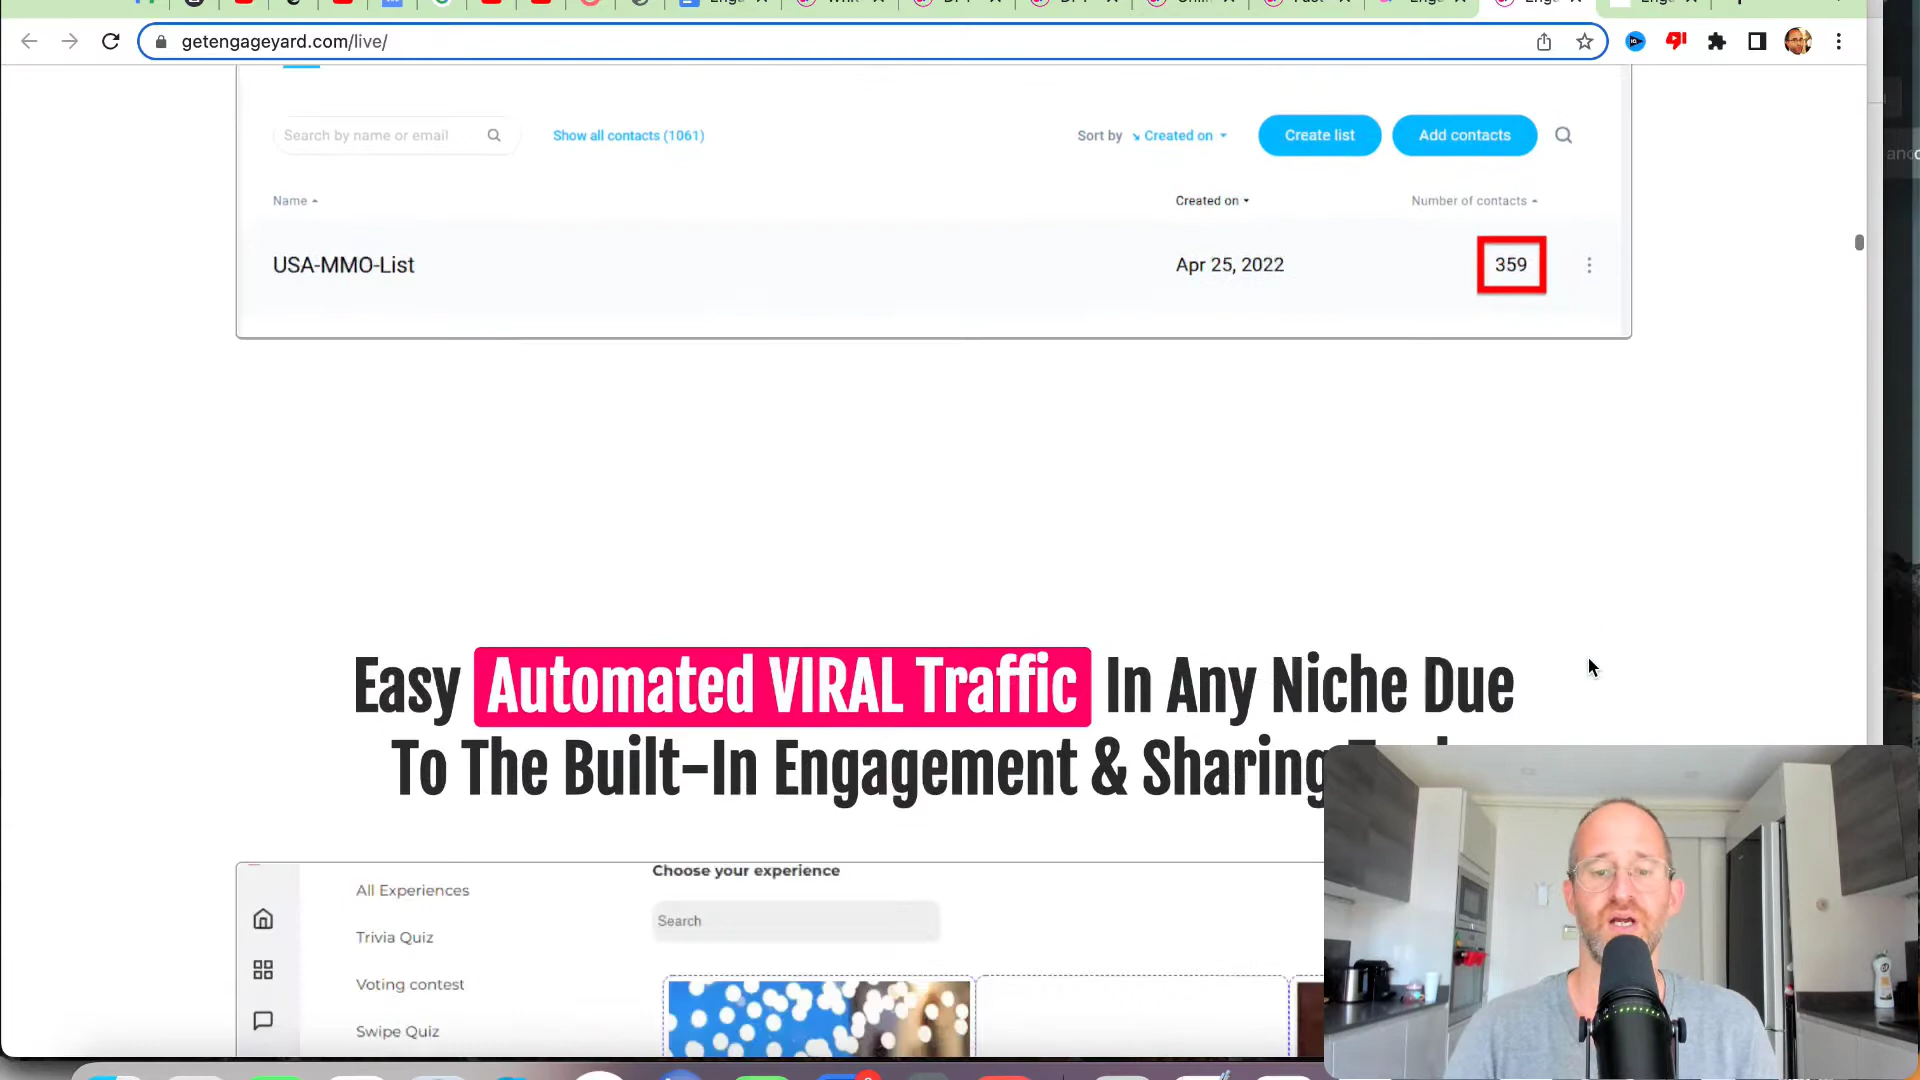 getengageyard.com/live/
Search by name or email
Show all contacts (1061)
Sort by Created on
Create list
Add contacts
Name
Created on
Number of contacts
USA-MMO-List
Apr 25, 2022
359
Easy Automated VIRAL Traffic In Any Niche Due
To The Built-In Engagement & Sharing
Choose your experience
All Experiences
Search
Trivia Quiz
Voting contest
Swipe Quiz